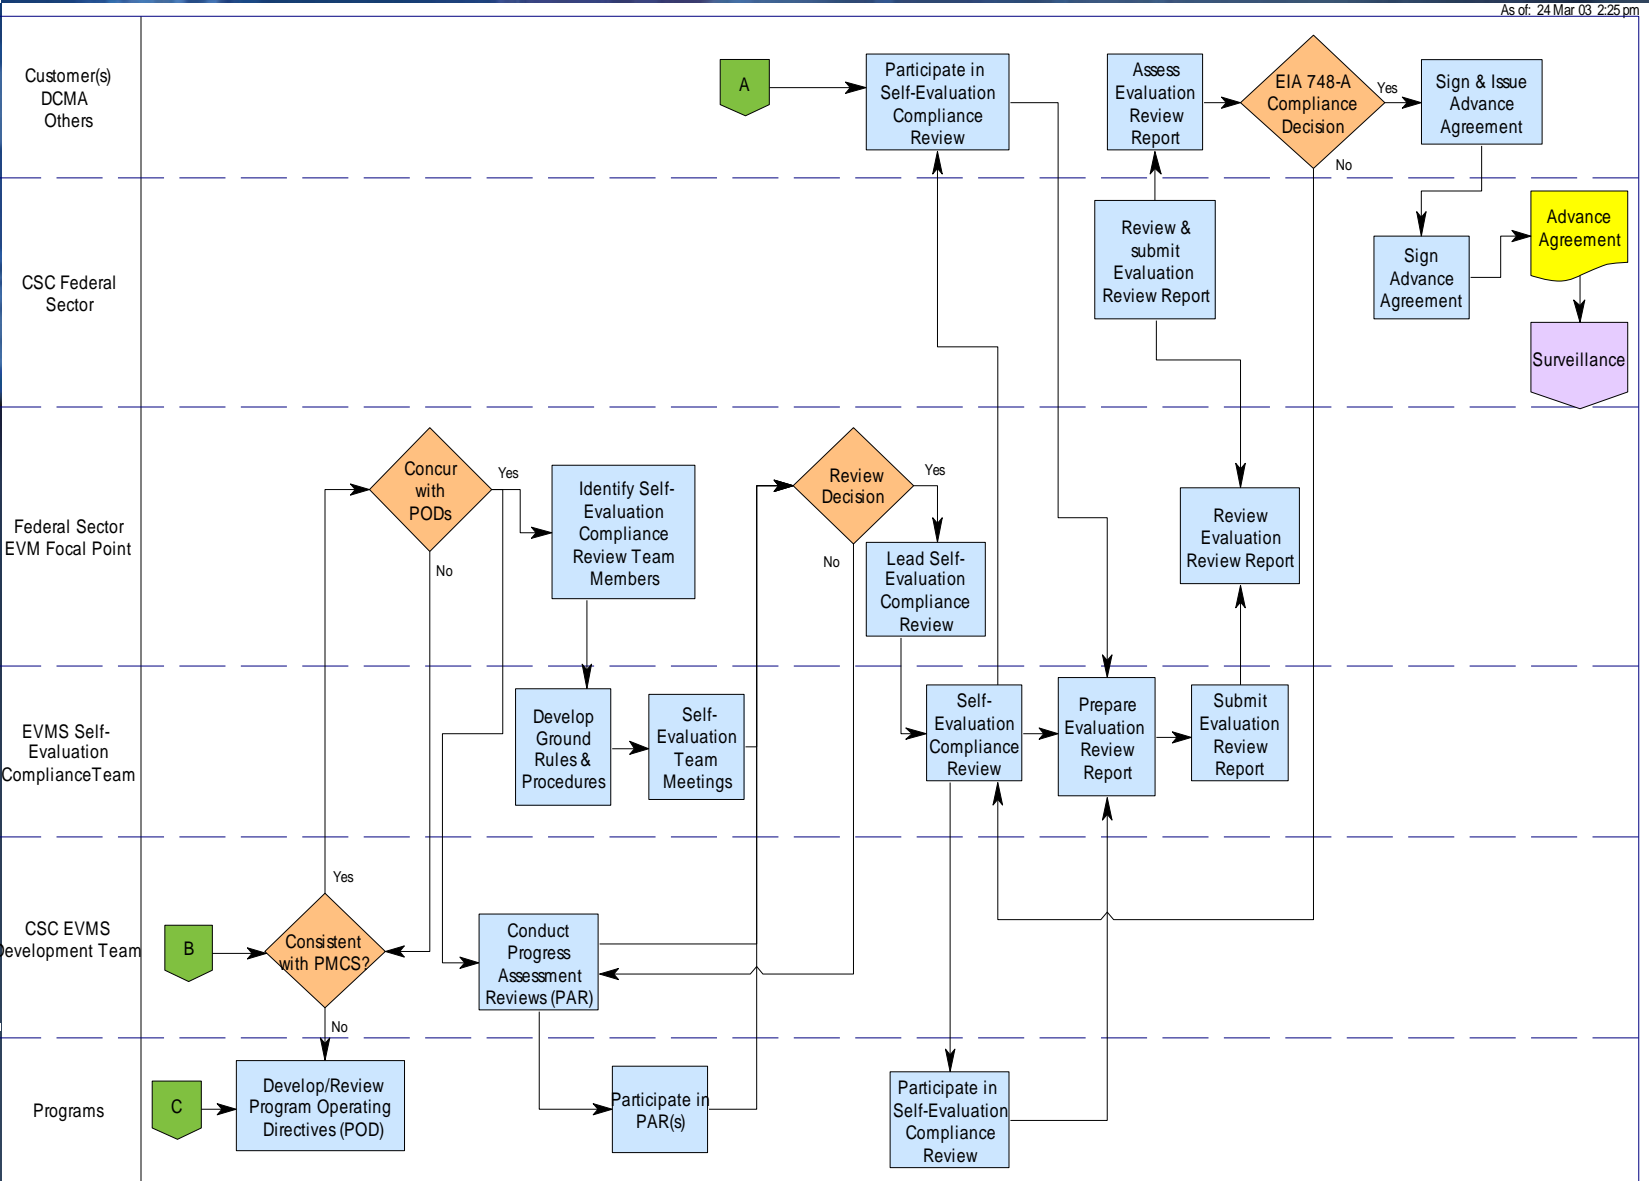 As of: 24 Mar 03 2:25 pm
Customer(s)
DCMA
Others
A
Participate in
Self-Evaluation
Compliance
Review
Assess
Evaluation
Review
Report
EIA 748-A
Compliance
Decision
Yes
No
Sign & Issue
Advance
Agreement
CSC Federal
Sector
Review &
submit
Evaluation
Review Report
Sign
Advance
Agreement
Advance
Agreement
Surveillance
Federal Sector
EVM Focal Point
Concur
with
PODs
Yes
No
Identify Self-
Evaluation
Compliance
Review Team
Members
Review
Decision
Yes
No
Lead Self-
Evaluation
Compliance
Review
Review
Evaluation
Review Report
EVMS Self-
Evaluation
ComplianceTeam
Develop
Ground
Rules &
Procedures
Self-
Evaluation
Team
Meetings
Self-
Evaluation
Compliance
Review
Prepare
Evaluation
Review
Report
Submit
Evaluation
Review
Report
CSC EVMS
Development Team
B
Yes
Consistent
with PMCS?
No
Conduct
Progress
Assessment
Reviews (PAR)
Programs
C
Develop/Review
Program Operating
Directives (POD)
Participate in
PAR(s)
Participate in
Self-Evaluation
Compliance
Review